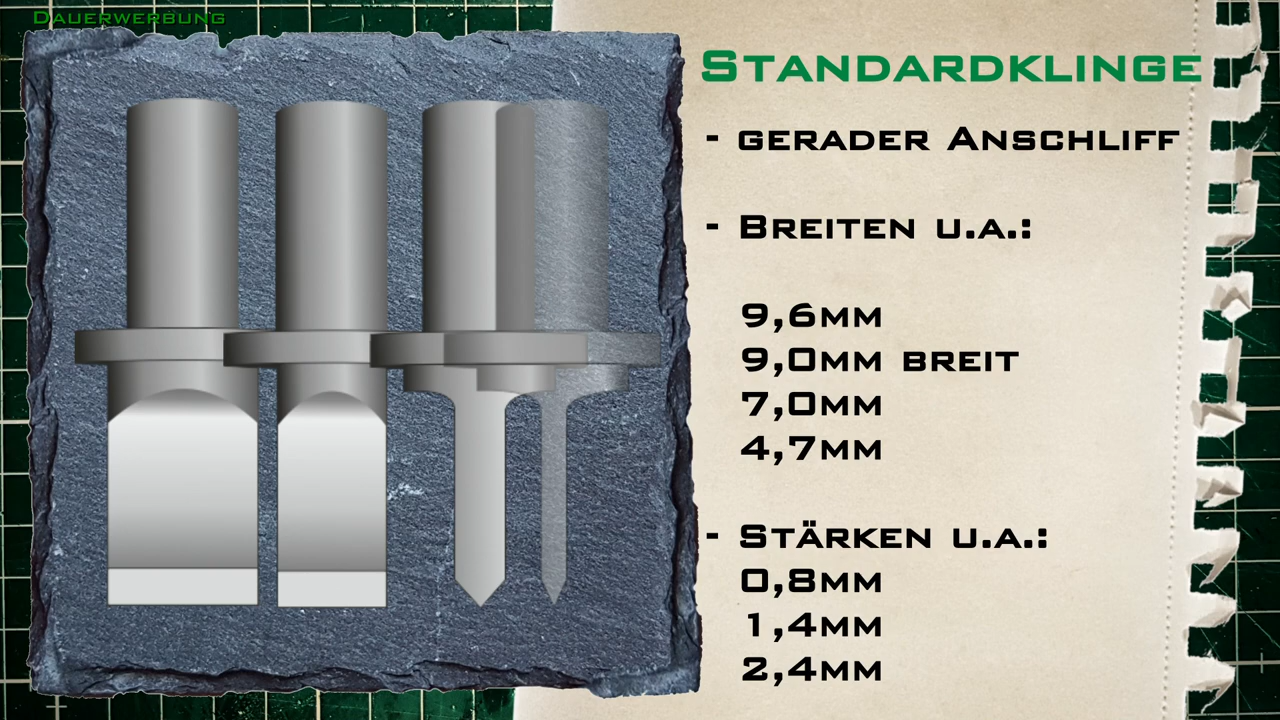 Dauerwerbung
Standardklinge
- gerader Anschliff
- Breiten u.a.:
9,6mm
9,0mm breit
7,0mm
4,7mm
- Stärken u.a.:
0,8mm
1,4mm
2,4mm